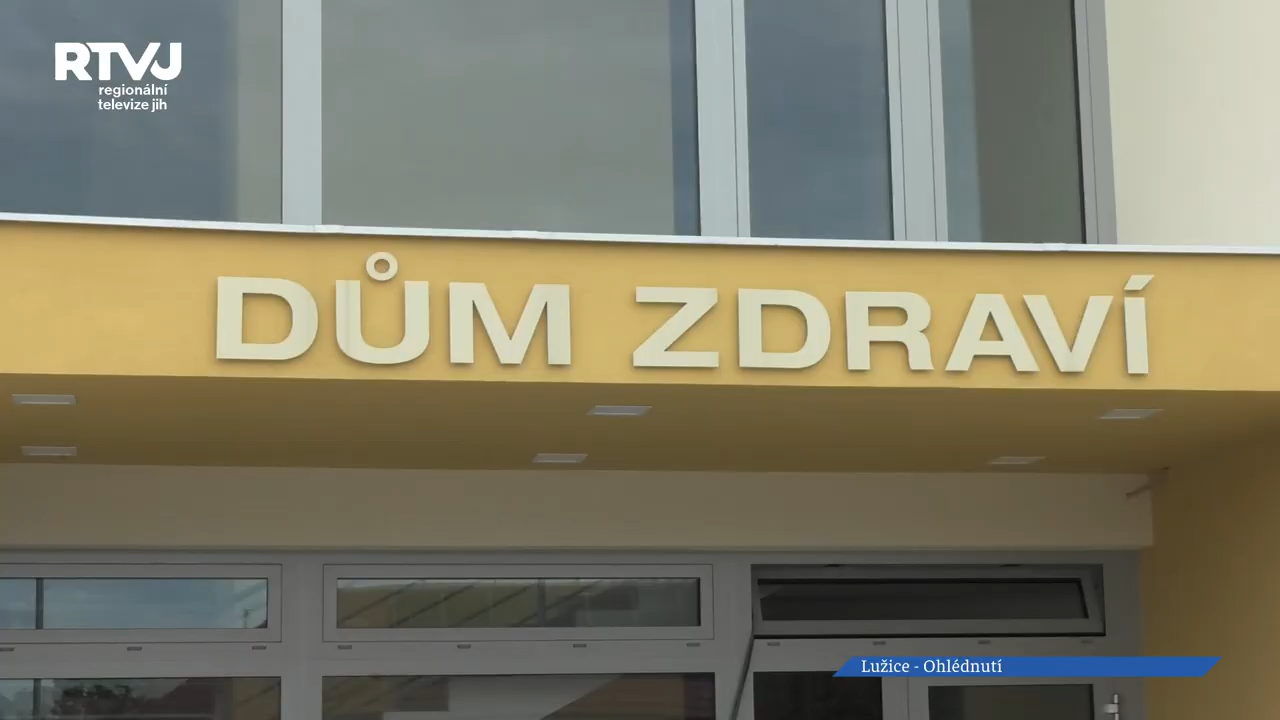 RTVJ
regionální
televize jih
DŮM ZDRAVÍ
Lužice - Ohlédnutí